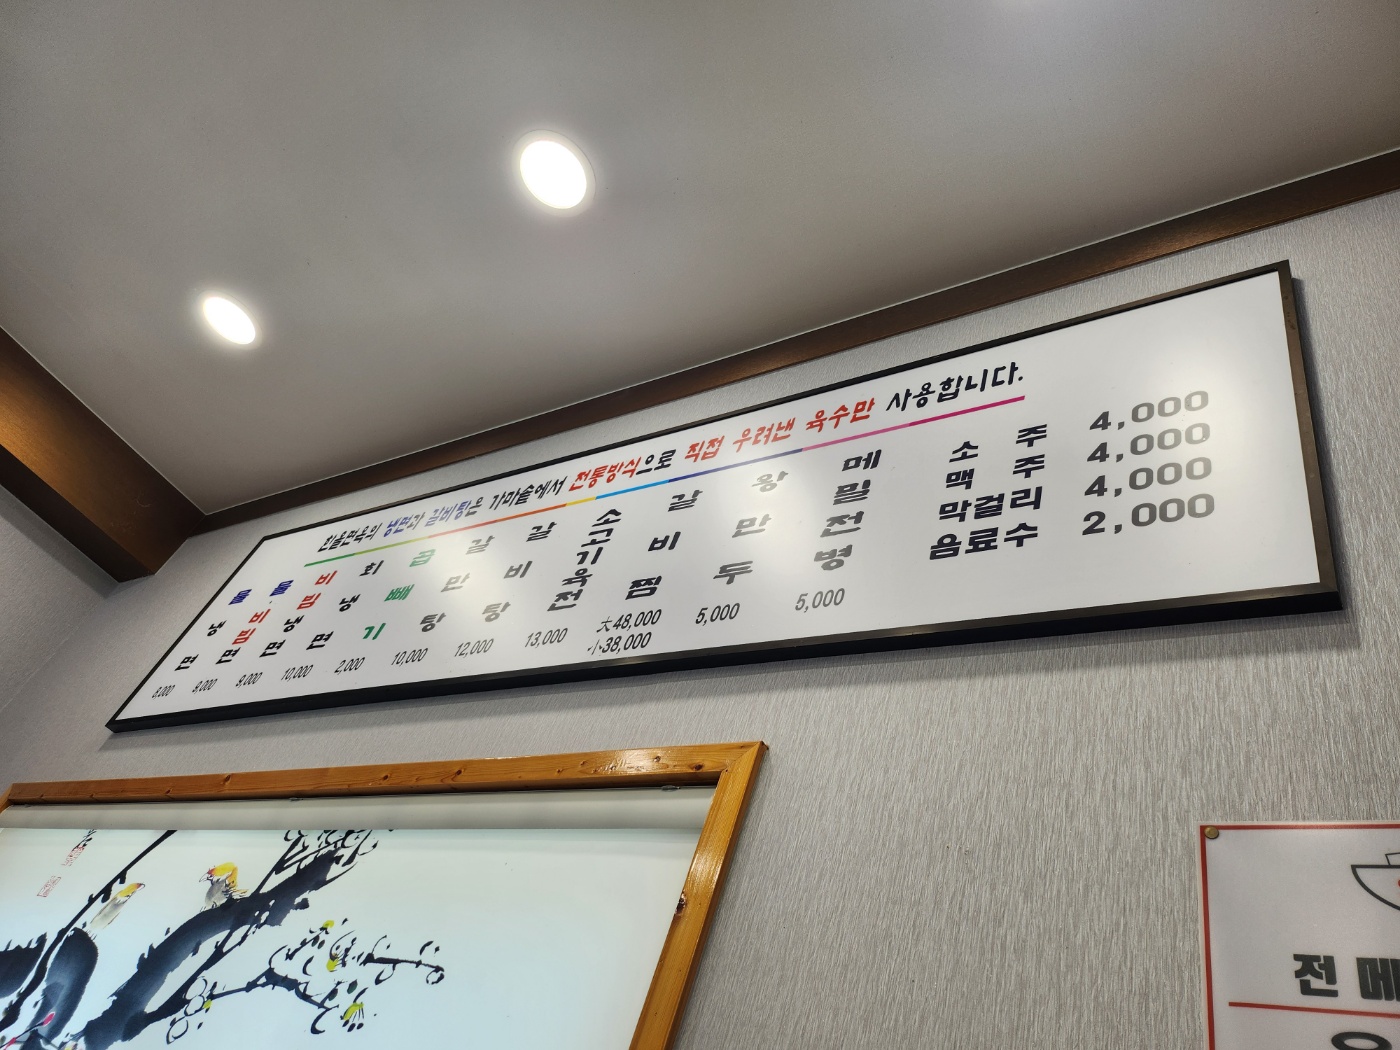 한울면옥의 냉면과 갈비탕은 가마솥에서 전통방식으로 직접 우려낸 육수만 사용합니다.
물냉면 8,000
물.비빔면 9,000
비빔냉면 9,000
회냉면 10,000
곱빼기 2,000
갈만탕 10,000
갈비탕 12,000
소고기육전 13,000
갈비찜 大48,000
小38,000
왕만두 5,000
메밀전병 5,000
소주 4,000
맥주 4,000
막걸리 4,000
음료수 2,000
전 메